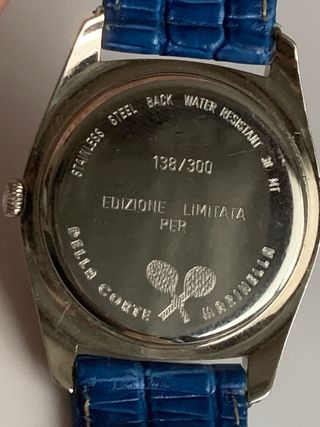 STAINLESS STEEL BACK WATER RESISTANT 30 MT
138/300
EDIZIONE LIMITATA
PER
DELLA CORTE MARINELLA